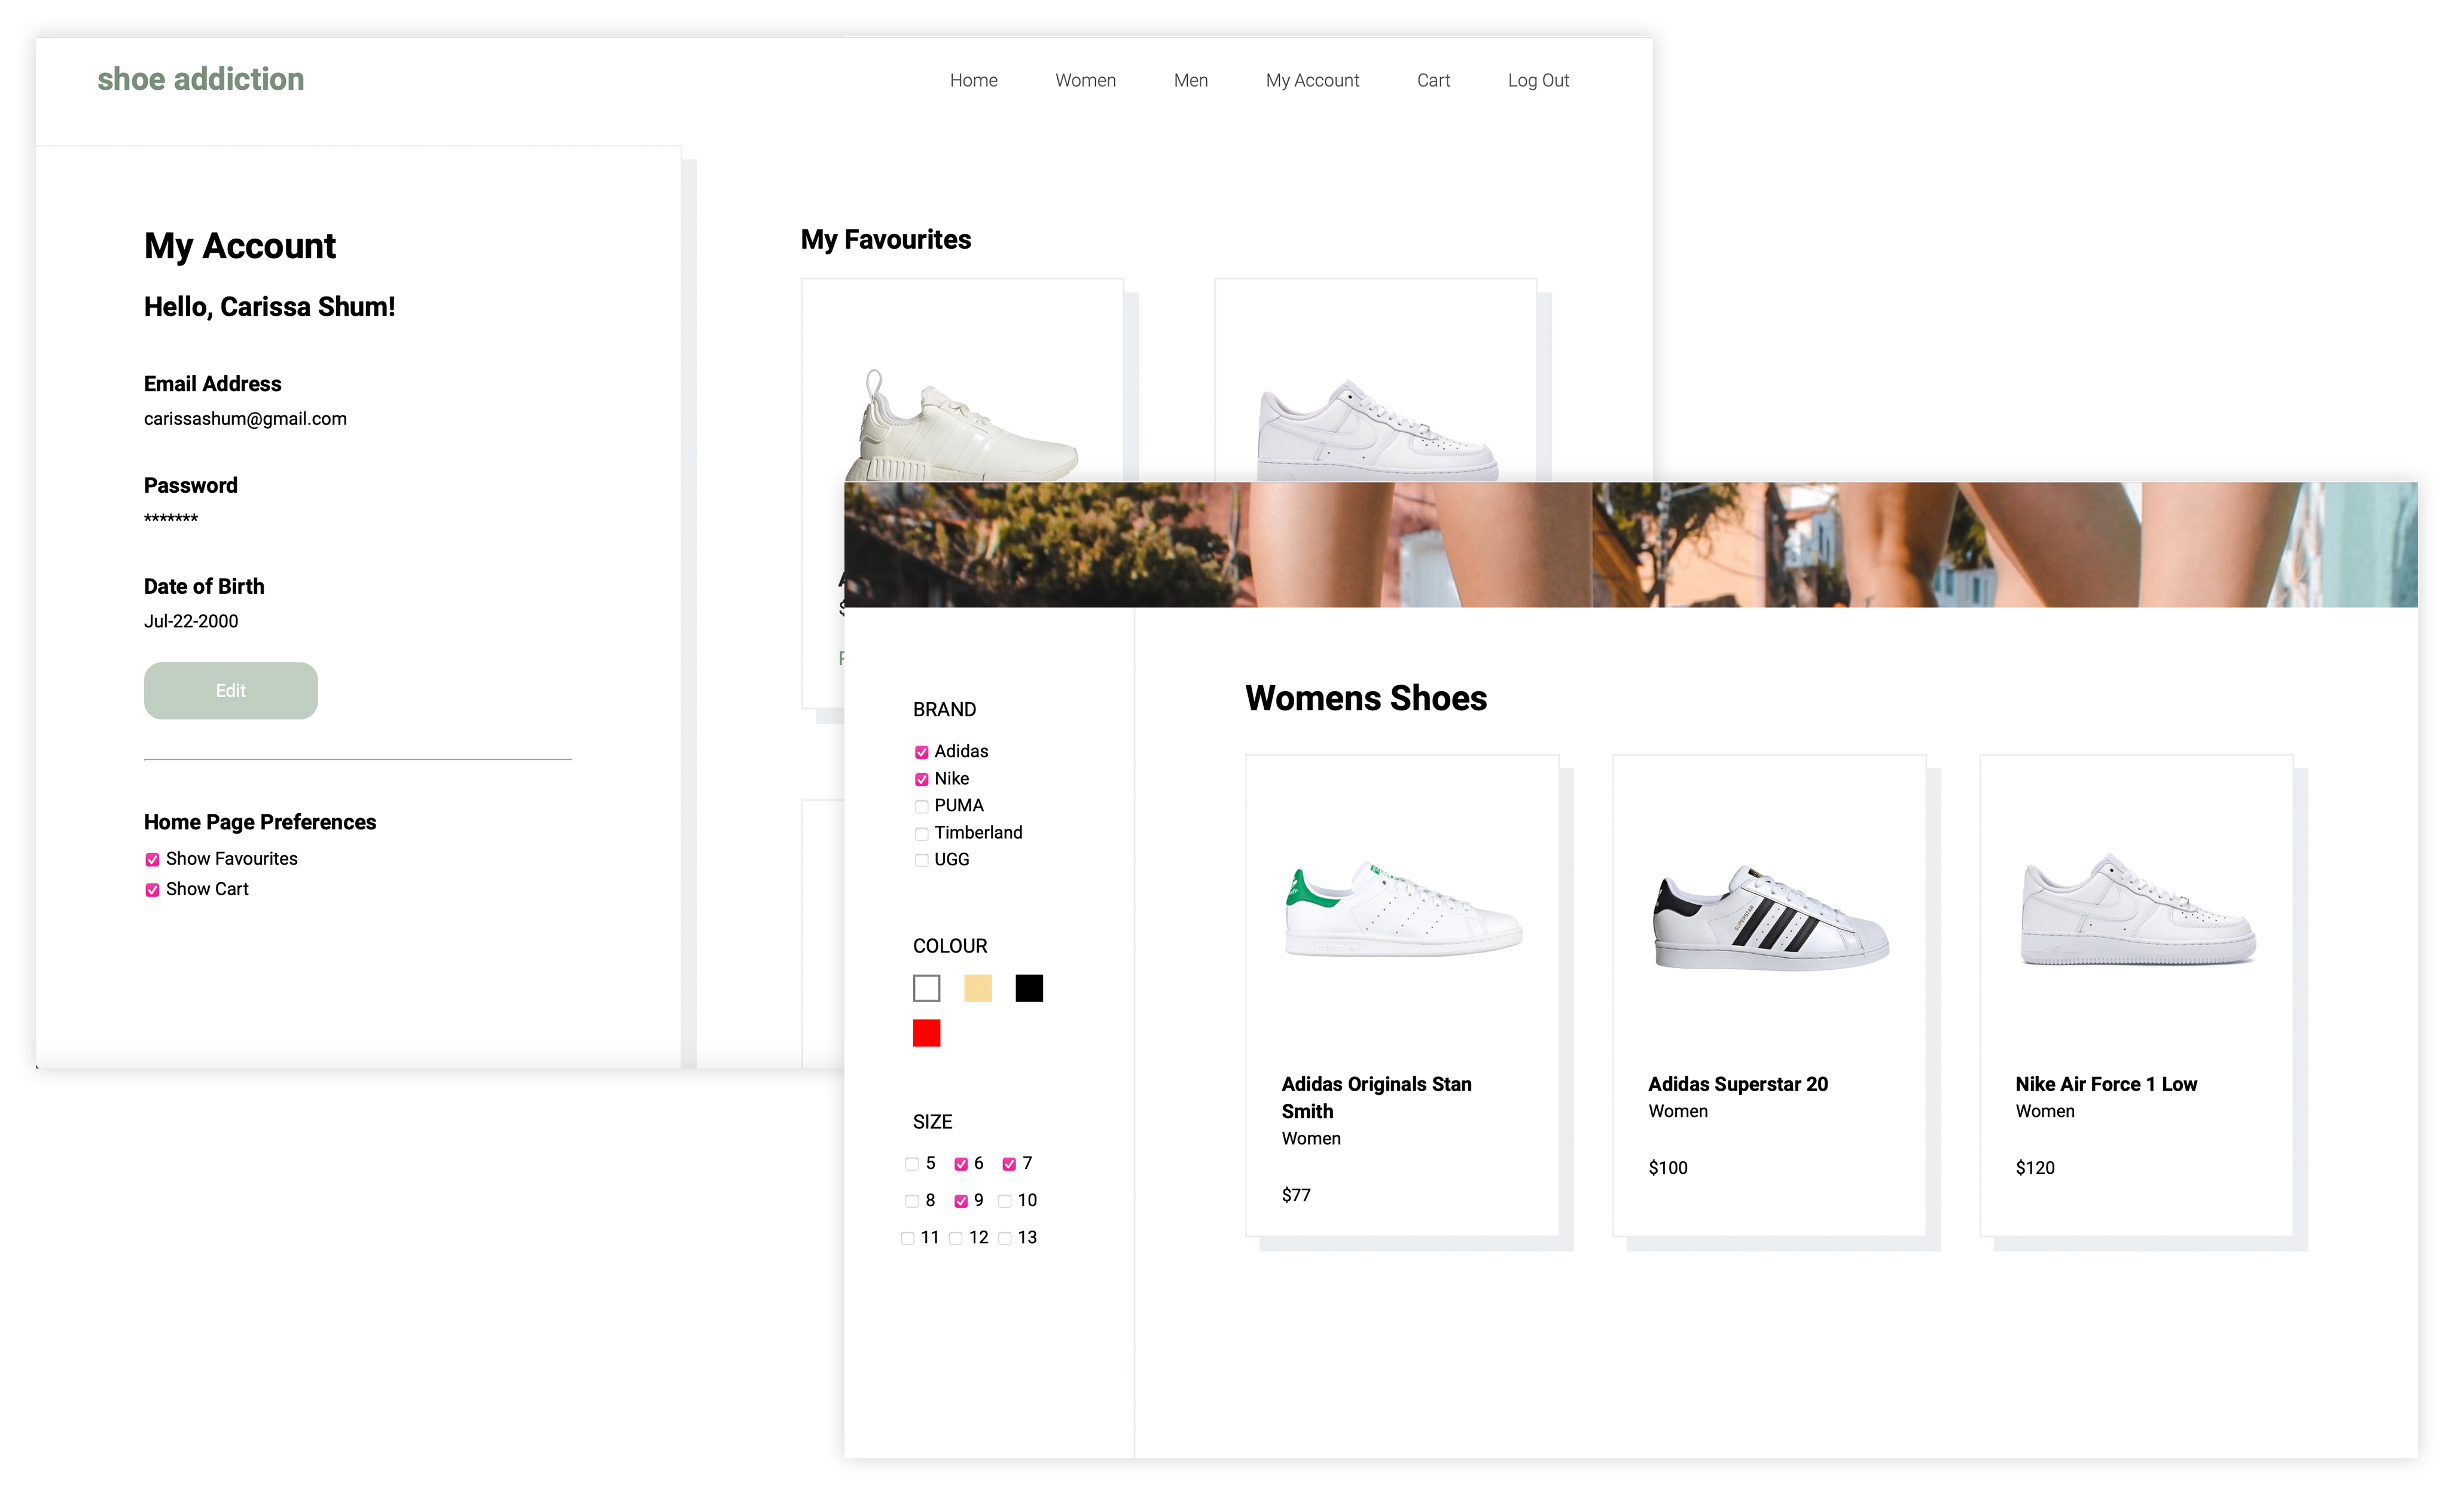 shoe addiction
Home Women Men My Account Cart Log Out
My Account
Hello, Carissa Shum!
Email Address
carissashum@gmail.com
Password
*******
Date of Birth
Jul-22-2000
Edit
Home Page Preferences
Show Favourites
Show Cart
My Favourites
BRAND
Adidas
Nike
PUMA
Timberland
UGG
COLOUR
SIZE
5 6 7
8 9 10
11 12 13
Womens Shoes
Adidas Originals Stan
Smith
Women
$77
SUPERSTAR
Adidas Superstar 20
Women
$100
Nike Air Force 1 Low
Women
$120